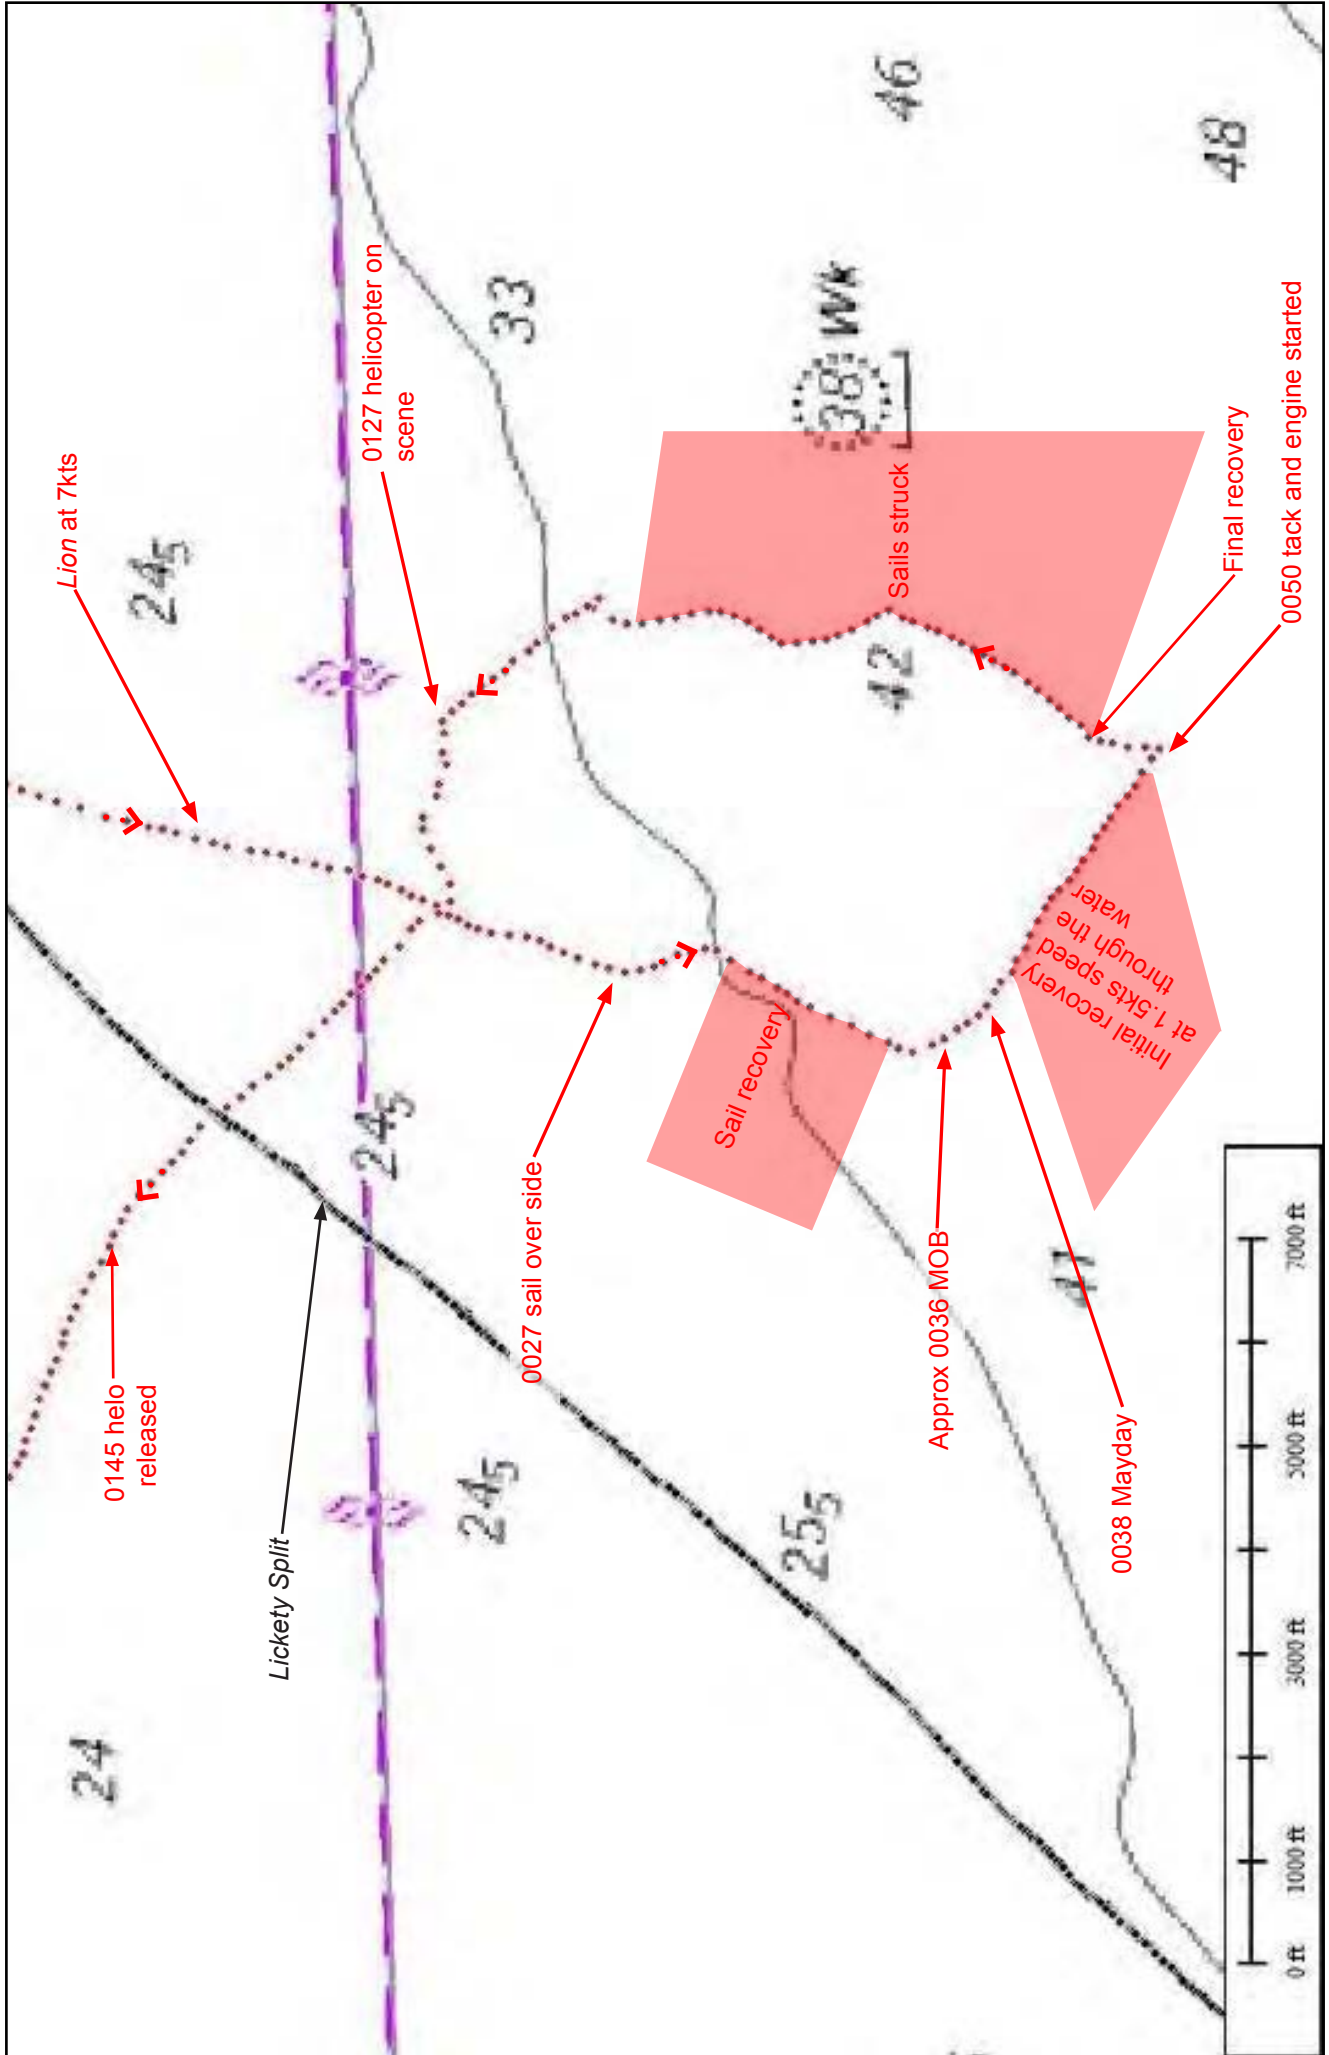 46
48
Lion at 7kts
24₅
0127 helicopter on
scene
33
38 Wk
Sails struck
Final recovery
0050 tack and engine started
42
Initial recovery
at 1.5kts speed
through the
water
Sail recovery
24₅
0027 sail over side
Approx 0036 MOB
41
0038 Mayday
0145 helo
released
Lickety Split
24₅
25₅
24
0 ft
1000 ft
3000 ft
5000 ft
7000 ft